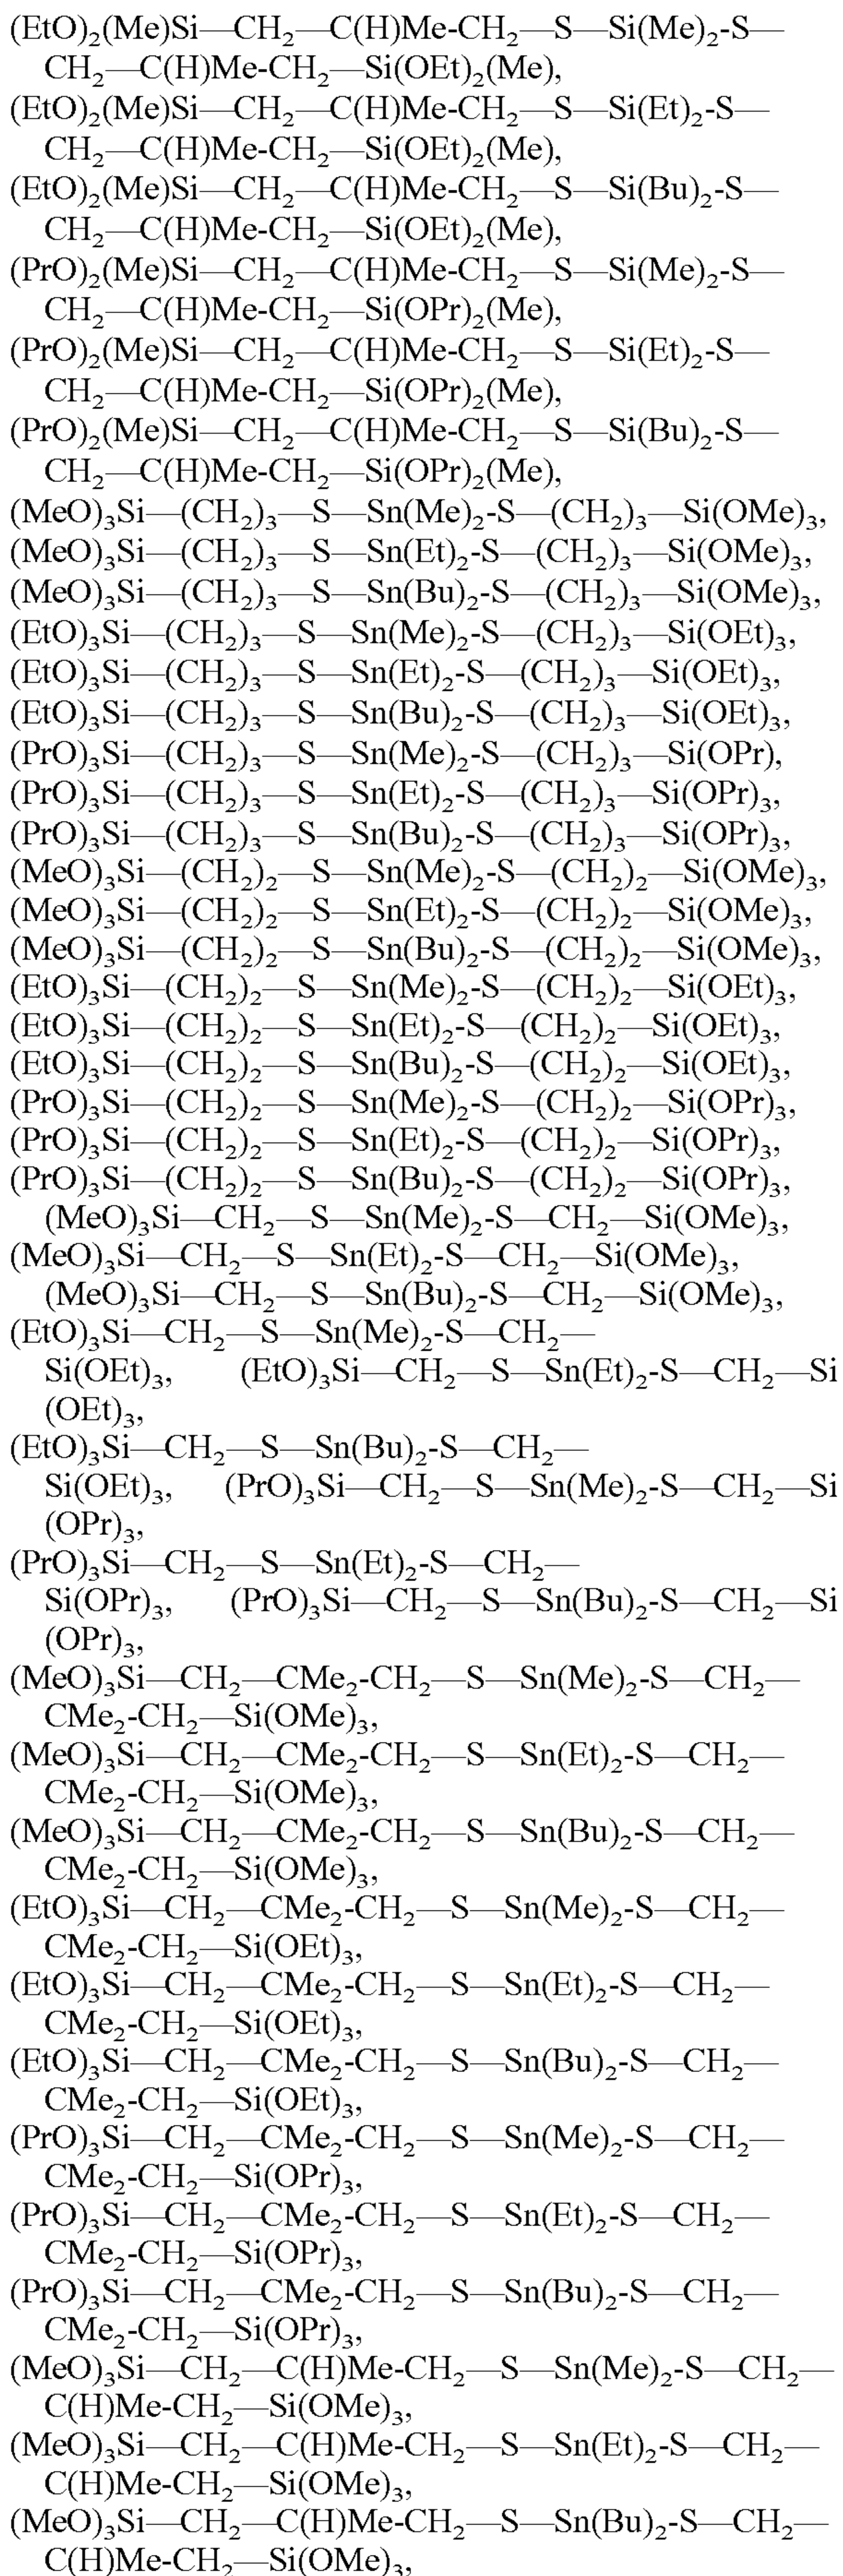 (EtO)₂(Me)Si—CH₂—C(H)Me-CH₂—S—Si(Me)₂-S—
CH₂—C(H)Me-CH₂—Si(OEt)₂(Me),
(EtO)₂(Me)Si—CH₂—C(H)Me-CH₂—S—Si(Et)₂-S—
CH₂—C(H)Me-CH₂—Si(OEt)₂(Me),
(EtO)₂(Me)Si—CH₂—C(H)Me-CH₂—S—Si(Bu)₂-S—
CH₂—C(H)Me-CH₂—Si(OEt)₂(Me),
(PrO)₂(Me)Si—CH₂—C(H)Me-CH₂—S—Si(Me)₂-S—
CH₂—C(H)Me-CH₂—Si(OPr)₂(Me),
(PrO)₂(Me)Si—CH₂—C(H)Me-CH₂—S—Si(Et)₂-S—
CH₂—C(H)Me-CH₂—Si(OPr)₂(Me),
(PrO)₂(Me)Si—CH₂—C(H)Me-CH₂—S—Si(Bu)₂-S—
CH₂—C(H)Me-CH₂—Si(OPr)₂(Me),
(MeO)₃Si—(CH₂)₃—S—Sn(Me)₂-S—(CH₂)₃—Si(OMe)₃,
(MeO)₃Si—(CH₂)₃—S—Sn(Et)₂-S—(CH₂)₃—Si(OMe)₃,
(MeO)₃Si—(CH₂)₃—S—Sn(Bu)₂-S—(CH₂)₃—Si(OMe)₃,
(EtO)₃Si—(CH₂)₃—S—Sn(Me)₂-S—(CH₂)₃—Si(OEt)₃,
(EtO)₃Si—(CH₂)₃—S—Sn(Et)₂-S—(CH₂)₃—Si(OEt)₃,
(EtO)₃Si—(CH₂)₃—S—Sn(Bu)₂-S—(CH₂)₃—Si(OEt)₃,
(PrO)₃Si—(CH₂)₃—S—Sn(Me)₂-S—(CH₂)₃—Si(OPr),
(PrO)₃Si—(CH₂)₃—S—Sn(Et)₂-S—(CH₂)₃—Si(OPr)₃,
(PrO)₃Si—(CH₂)₃—S—Sn(Bu)₂-S—(CH₂)₃—Si(OPr)₃,
(MeO)₃Si—(CH₂)₂—S—Sn(Me)₂-S—(CH₂)₂—Si(OMe)₃,
(MeO)₃Si—(CH₂)₂—S—Sn(Et)₂-S—(CH₂)₂—Si(OMe)₃,
(MeO)₃Si—(CH₂)₂—S—Sn(Bu)₂-S—(CH₂)₂—Si(OMe)₃,
(EtO)₃Si—(CH₂)₂—S—Sn(Me)₂-S—(CH₂)₂—Si(OEt)₃,
(EtO)₃Si—(CH₂)₂—S—Sn(Et)₂-S—(CH₂)₂—Si(OEt)₃,
(EtO)₃Si—(CH₂)₂—S—Sn(Bu)₂-S—(CH₂)₂—Si(OEt)₃,
(PrO)₃Si—(CH₂)₂—S—Sn(Me)₂-S—(CH₂)₂—Si(OPr)₃,
(PrO)₃Si—(CH₂)₂—S—Sn(Et)₂-S—(CH₂)₂—Si(OPr)₃,
(PrO)₃Si—(CH₂)₂—S—Sn(Bu)₂-S—(CH₂)₂—Si(OPr)₃,
(MeO)₃Si—CH₂—S—Sn(Me)₂-S—CH₂—Si(OMe)₃,
(MeO)₃Si—CH₂—S—Sn(Et)₂-S—CH₂—Si(OMe)₃,
(MeO)₃Si—CH₂—S—Sn(Bu)₂-S—CH₂—Si(OMe)₃,
(EtO)₃Si—CH₂—S—Sn(Me)₂-S—CH₂—
Si(OEt)₃, (EtO)₃Si—CH₂—S—Sn(Et)₂-S—CH₂—Si
(OEt)₃,
(EtO)₃Si—CH₂—S—Sn(Bu)₂-S—CH₂—
Si(OEt)₃, (PrO)₃Si—CH₂—S—Sn(Me)₂-S—CH₂—Si
(OPr)₃,
(PrO)₃Si—CH₂—S—Sn(Et)₂-S—CH₂—
Si(OPr)₃, (PrO)₃Si—CH₂—S—Sn(Bu)₂-S—CH₂—Si
(OPr)₃,
(MeO)₃Si—CH₂—CMe₂-CH₂—S—Sn(Me)₂-S—CH₂—
CMe₂-CH₂—Si(OMe)₃,
(MeO)₃Si—CH₂—CMe₂-CH₂—S—Sn(Et)₂-S—CH₂—
CMe₂-CH₂—Si(OMe)₃,
(MeO)₃Si—CH₂—CMe₂-CH₂—S—Sn(Bu)₂-S—CH₂—
CMe₂-CH₂—Si(OMe)₃,
(EtO)₃Si—CH₂—CMe₂-CH₂—S—Sn(Me)₂-S—CH₂—
CMe₂-CH₂—Si(OEt)₃,
(EtO)₃Si—CH₂—CMe₂-CH₂—S—Sn(Et)₂-S—CH₂—
CMe₂-CH₂—Si(OEt)₃,
(EtO)₃Si—CH₂—CMe₂-CH₂—S—Sn(Bu)₂-S—CH₂—
CMe₂-CH₂—Si(OEt)₃,
(PrO)₃Si—CH₂—CMe₂-CH₂—S—Sn(Me)₂-S—CH₂—
CMe₂-CH₂—Si(OPr)₃,
(PrO)₃Si—CH₂—CMe₂-CH₂—S—Sn(Et)₂-S—CH₂—
CMe₂-CH₂—Si(OPr)₃,
(PrO)₃Si—CH₂—CMe₂-CH₂—S—Sn(Bu)₂-S—CH₂—
CMe₂-CH₂—Si(OPr)₃,
(MeO)₃Si—CH₂—C(H)Me-CH₂—S—Sn(Me)₂-S—CH₂—
C(H)Me-CH₂—Si(OMe)₃,
(MeO)₃Si—CH₂—C(H)Me-CH₂—S—Sn(Et)₂-S—CH₂—
C(H)Me-CH₂—Si(OMe)₃,
(MeO)₃Si—CH₂—C(H)Me-CH₂—S—Sn(Bu)₂-S—CH₂—
C(H)Me-CH₂—Si(OMe)₃,